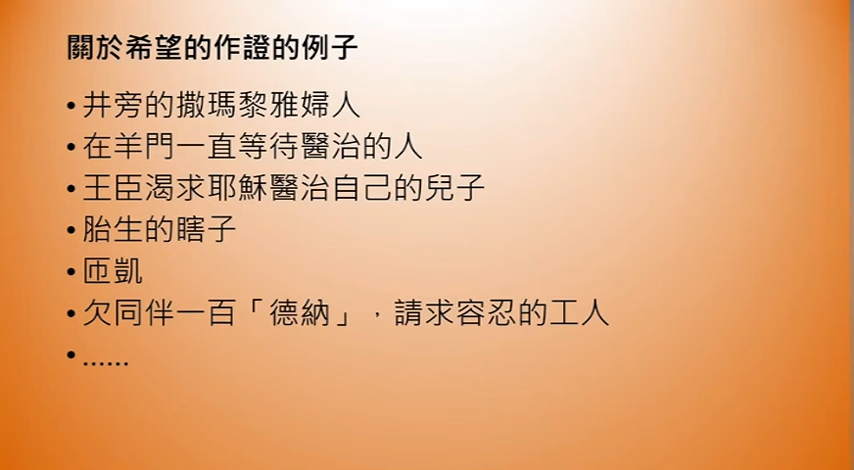 關於希望的作證的例子
• 井旁的撒瑪黎雅婦人
• 在羊門一直等待醫治的人
• 王臣渴求耶穌醫治自己的兒子
• 胎生的瞎子
• 匝凱
• 欠同伴一百「德納」，請求容忍的工人
• ......